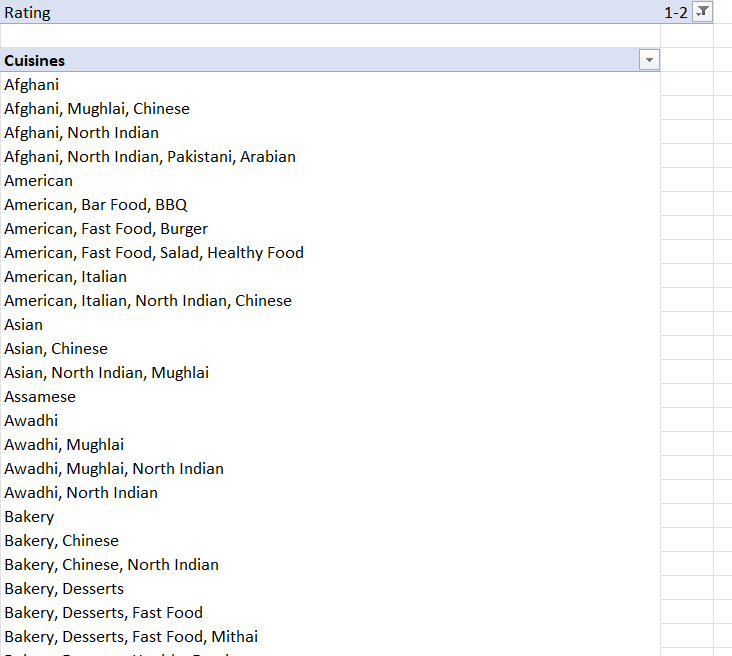 Rating 1-2
Cuisines
Afghani
Afghani, Mughlai, Chinese
Afghani, North Indian
Afghani, North Indian, Pakistani, Arabian
American
American, Bar Food, BBQ
American, Fast Food, Burger
American, Fast Food, Salad, Healthy Food
American, Italian
American, Italian, North Indian, Chinese
Asian
Asian, Chinese
Asian, North Indian, Mughlai
Assamese
Awadhi
Awadhi, Mughlai
Awadhi, Mughlai, North Indian
Awadhi, North Indian
Bakery
Bakery, Chinese
Bakery, Chinese, North Indian
Bakery, Desserts
Bakery, Desserts, Fast Food
Bakery, Desserts, Fast Food, Mithai